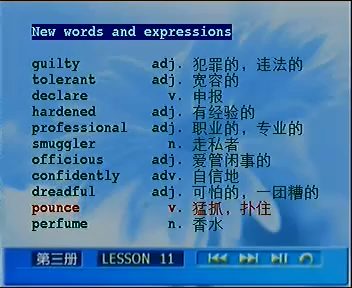 New words and expressions
guilty adj. 犯罪的，违法的
tolerant adj. 宽容的
declare v. 申报
hardened adj. 有经验的
professional adj. 职业的，专业的
smuggler n. 走私者
officious adj. 爱管闲事的
confidently adv. 自信地
dreadful adj. 可怕的，一团糟的
pounce v. 猛抓，扑住
perfume n. 香水
第三册 LESSON 11